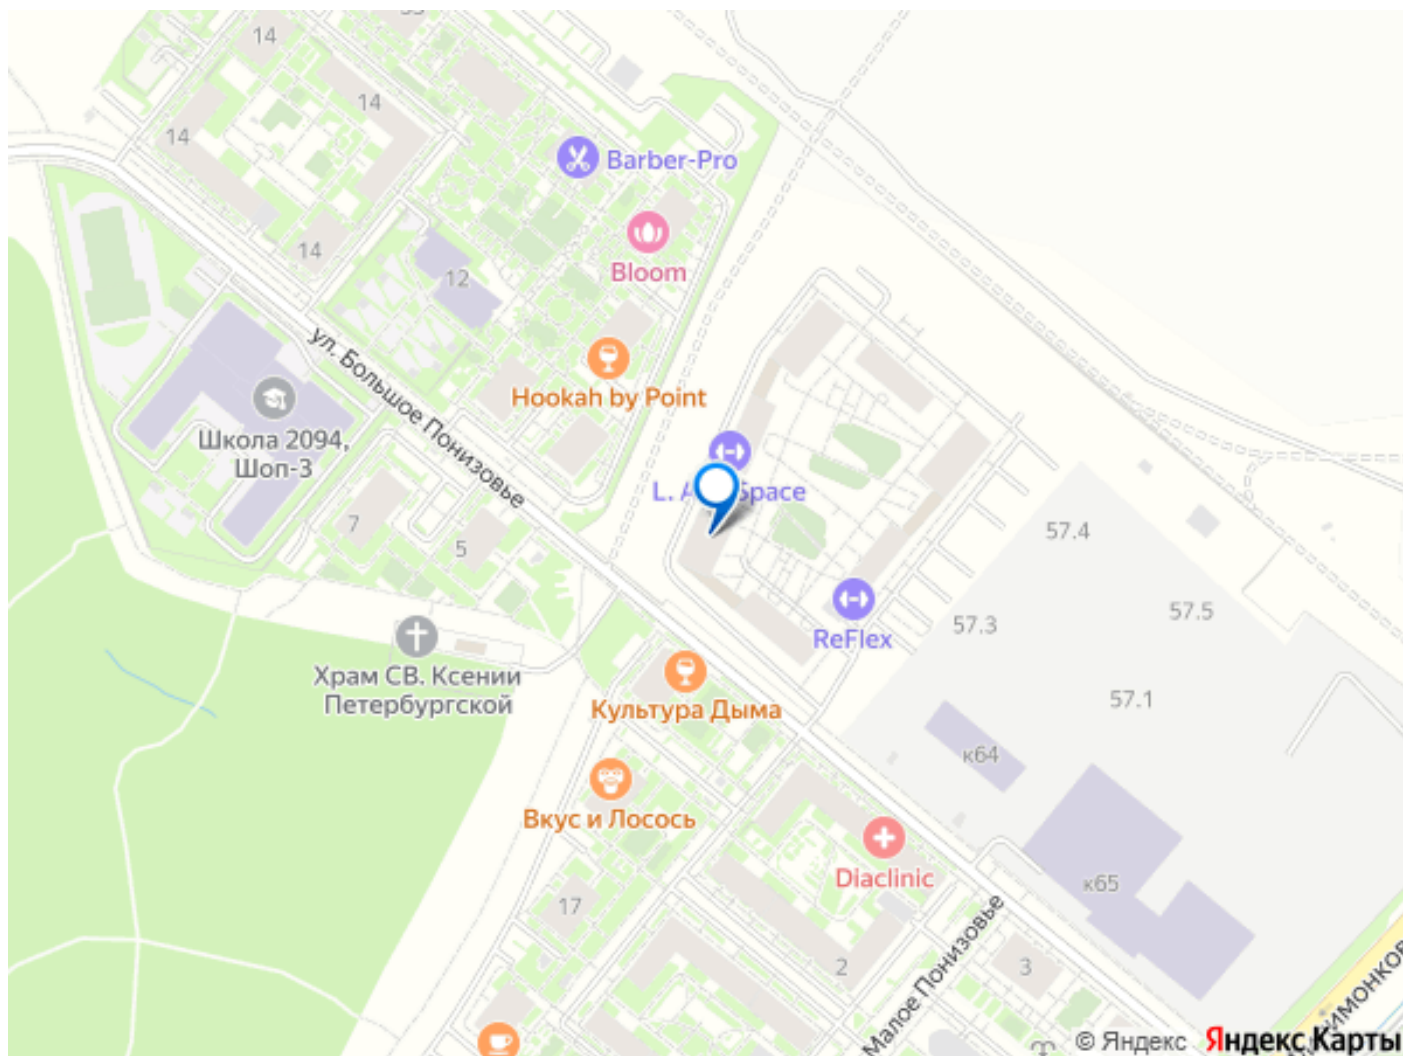 14
14
14
Barber-Pro
14
Bloom
12
ул. Большое Понизовье
Hookah by Point
Школа 2094,
Шоп-3
L.
Space
7
5
57.4
57.5
57.3
ReFlex
Храм СВ. Ксении
Петербургской
57.1
Культура Дыма
к64
Вкус и Лосось
Diaclinic
к65
17
2
3
Малое Понизовье
© Яндекс Яндекс Карты